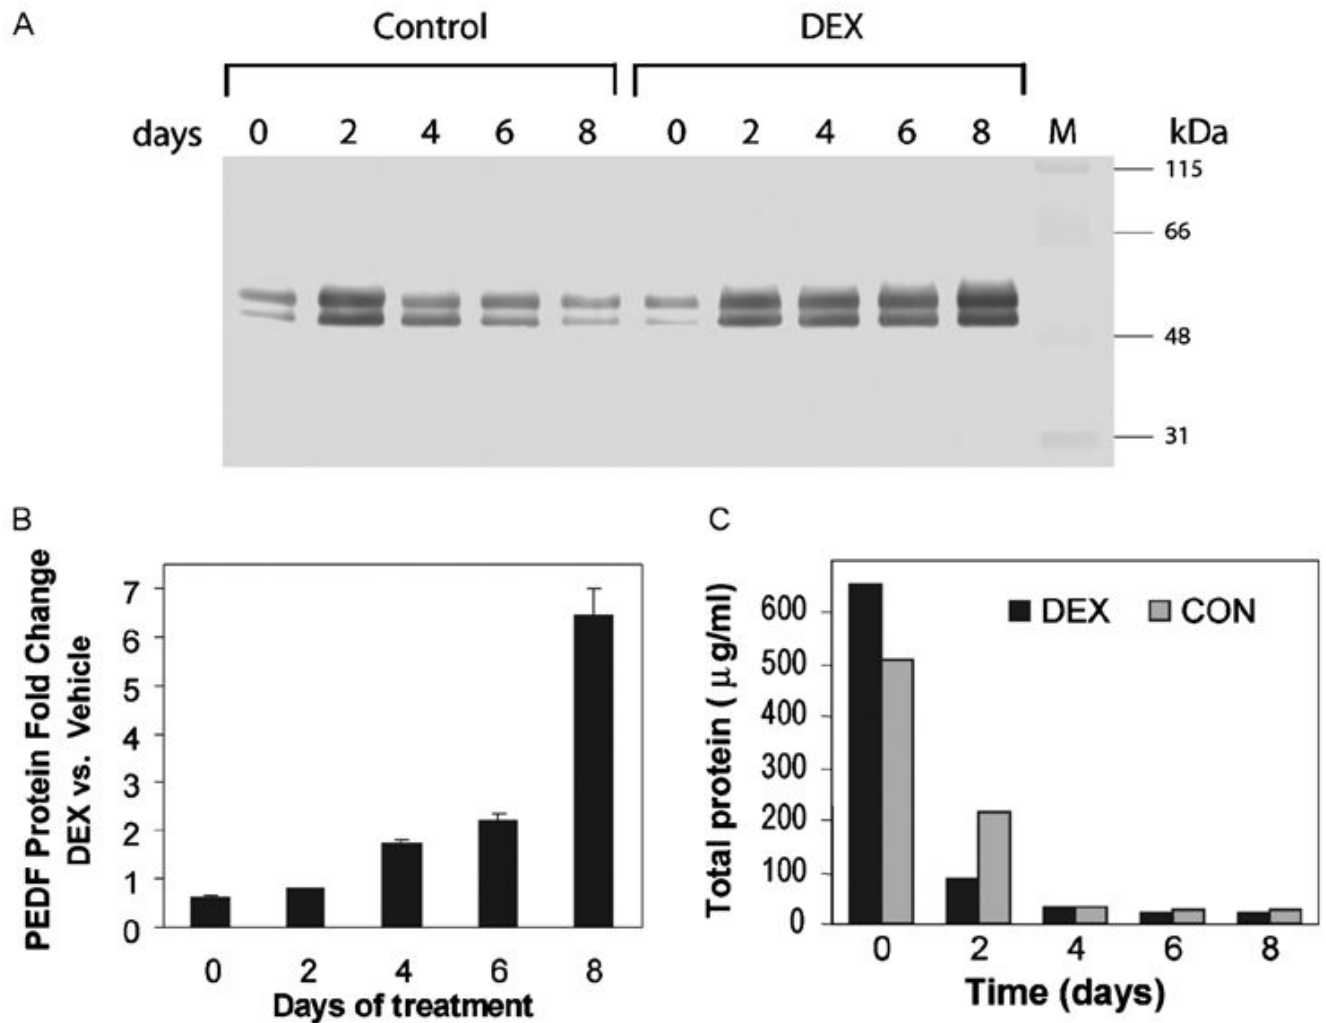 A
Control DEX
days 0 2 4 6 8 0 2 4 6 8 M kDa
115
66
48
31
B
PEDF Protein Fold Change
DEX vs. Vehicle
7
6
5
4
3
2
1
0
0 2 4 6 8
Days of treatment
C
Total protein ( μ g/ml)
600
500
400
300
200
100
0
DEX CON
0 2 4 6 8
Time (days)